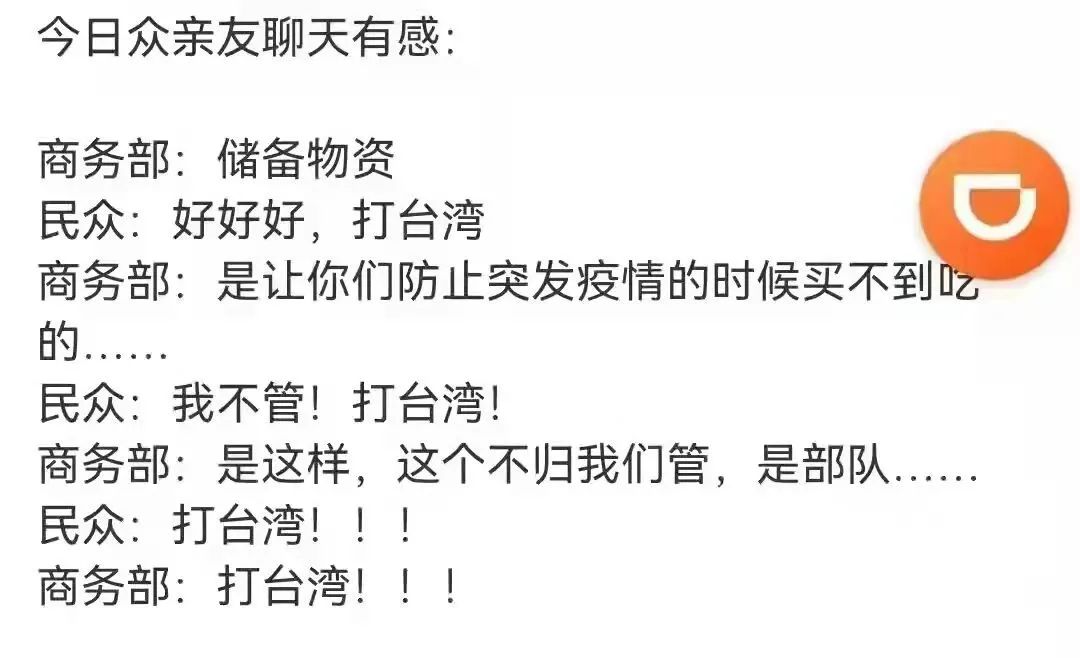 今日众亲友聊天有感：
商务部：储备物资
民众：好好好，打台湾
商务部：是让你们防止突发疫情的时候买不到吃
的……
民众：我不管！打台湾！
商务部：是这样，这个不归我们管，是部队……
民众：打台湾！！！
商务部：打台湾！！！